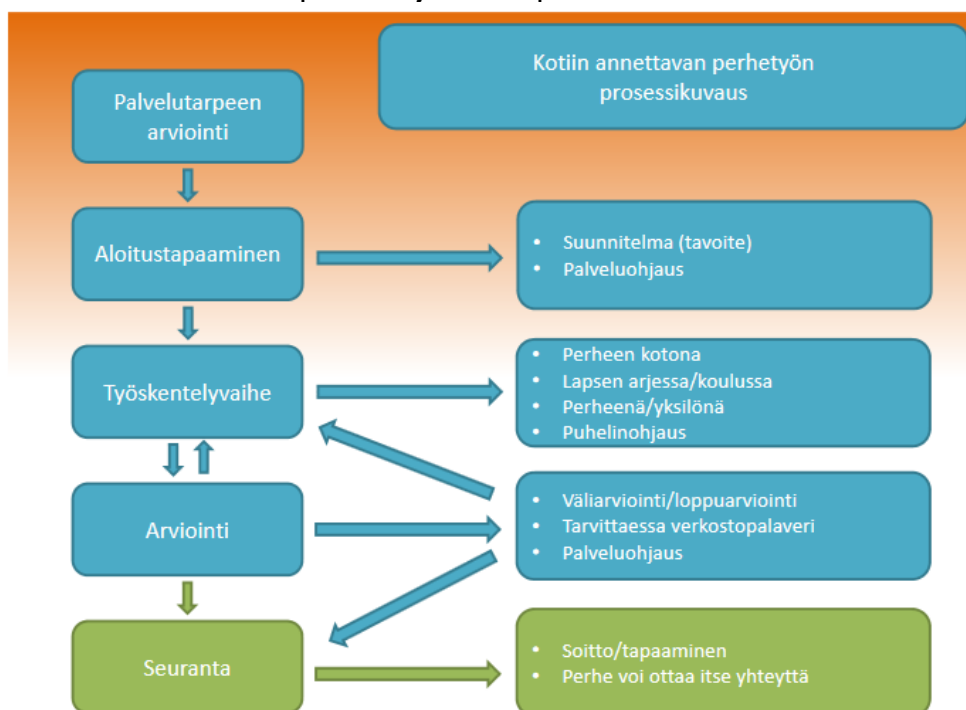 Kotiin annettavan perhetyön
prosessikuvaus
Palvelutarpeen
arviointi
Aloitustapaaminen
• Suunnitelma (tavoite)
• Palveluohjaus
Työskentelyvaihe
• Perheen kotona
• Lapsen arjessa/koulussa
• Perheenä/yksilönä
• Puhelinohjaus
Arviointi
• Väliarviointi/loppuarviointi
• Tarvittaessa verkostopalaveri
• Palveluohjaus
Seuranta
• Soitto/tapaaminen
• Perhe voi ottaa itse yhteyttä